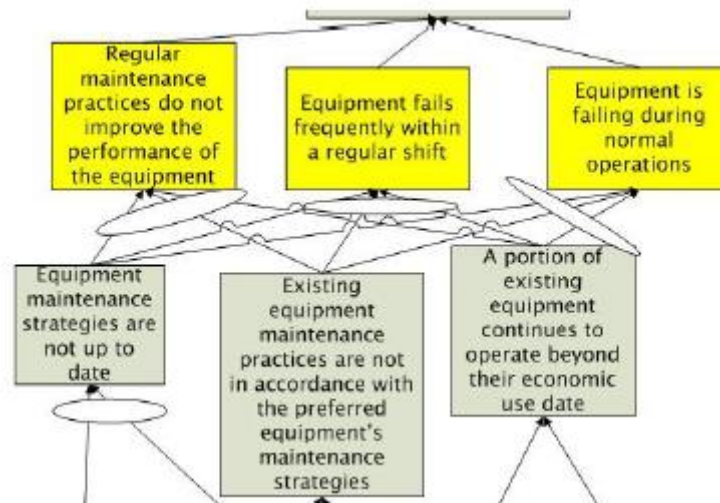 Regular
maintenance
practices do not
improve the
performance of
the equipment
Equipment fails
frequently within
a regular shift
Equipment is
failing during
normal
operations
Equipment
maintenance
strategies are
not up to
date
Existing
equipment
maintenance
practices are not
in accordance with
the preferred
equipment's
maintenance
strategies
A portion of
existing
equipment
continues to
operate beyond
their economic
use date